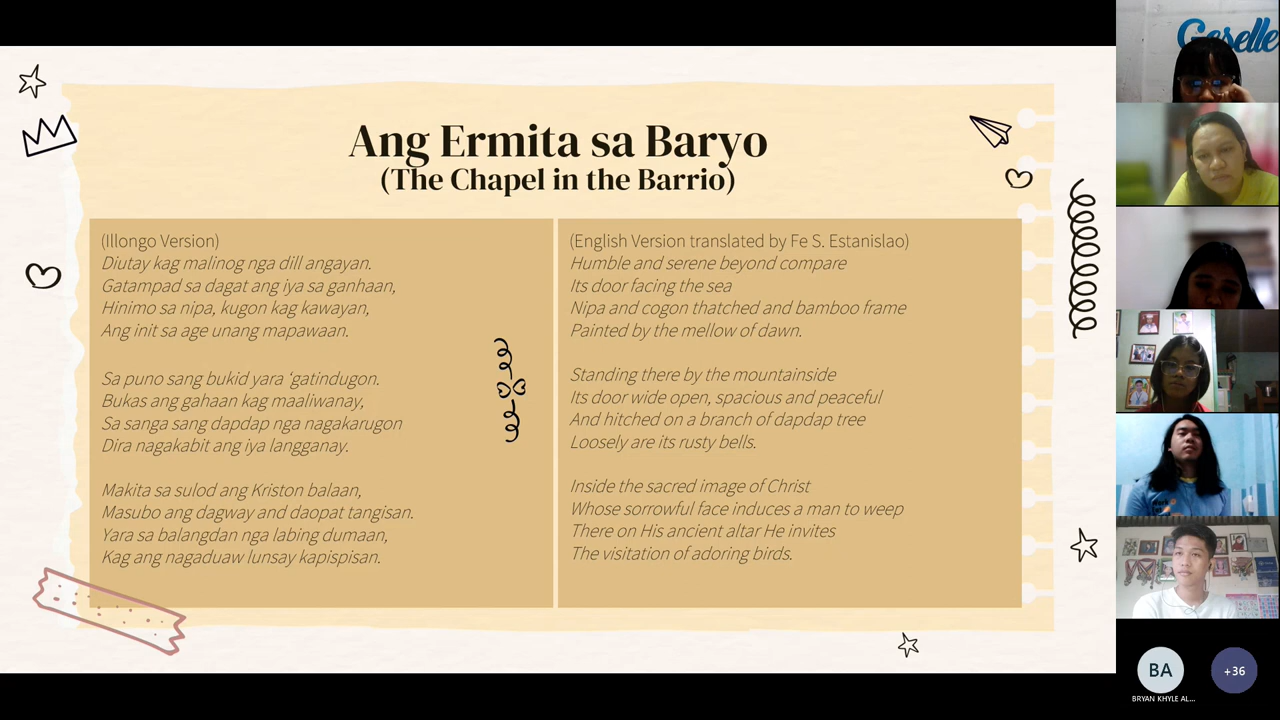 Ang Ermita sa Baryo
(The Chapel in the Barrio)
(Illongo Version)
Diutay kag malinog nga dill angayan.
Gatampad sa dagat ang iya sa ganhaan,
Hinimo sa nipa, kugon kag kawayan,
Ang init sa age unang mapawaan.
Sa puno sang bukid yara ‘gatindugon.
Bukas ang gahaan kag maaliwanay,
Sa sanga sang dapdap nga nagakarugon
Dira nagakabit ang iya langganay.
Makita sa sulod ang Kriston balaan,
Masubo ang dagway and daopat tangisan.
Yara sa balangdan nga labing dumaan,
Kag ang nagaduaw lunsay kapispisan.
(English Version translated by Fe S. Estanislao)
Humble and serene beyond compare
Its door facing the sea
Nipa and cogon thatched and bamboo frame
Painted by the mellow of dawn.
Standing there by the mountainside
Its door wide open, spacious and peaceful
And hitched on a branch of dapdap tree
Loosely are its rusty bells.
Inside the sacred image of Christ
Whose sorrowful face induces a man to weep
There on His ancient altar He invites
The visitation of adoring birds.
Geselle
BA
+36
BRYAN KHYLE AL...